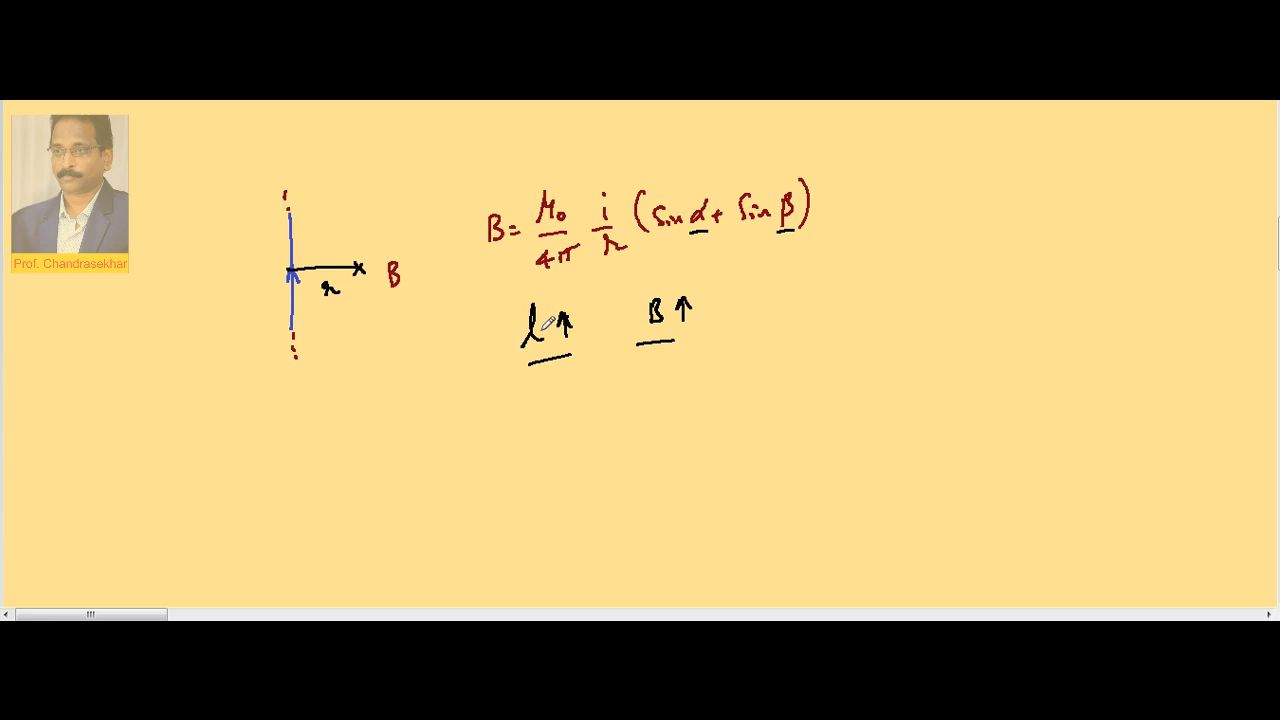 Prof. Chandrasekhar
B = μ₀/4π i/r (Sin α + Sin β)
r
B
l ↑ B ↑